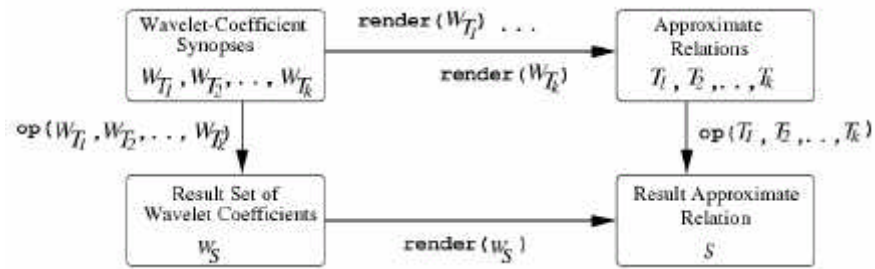 Wavelet-Coefficient
Synopses
W_T1 , W_T2 , . . , W_Tk
render(W_T1) . . .
render(W_Tk)
Approximate
Relations
T1 , T2 , . . , Tk
op(W_T1 , W_T2 , . . , W_Tk)
op(T1 , T2 , . . , Tk)
Result Set of
Wavelet Coefficients
W_S
render(W_S)
Result Approximate
Relation
S